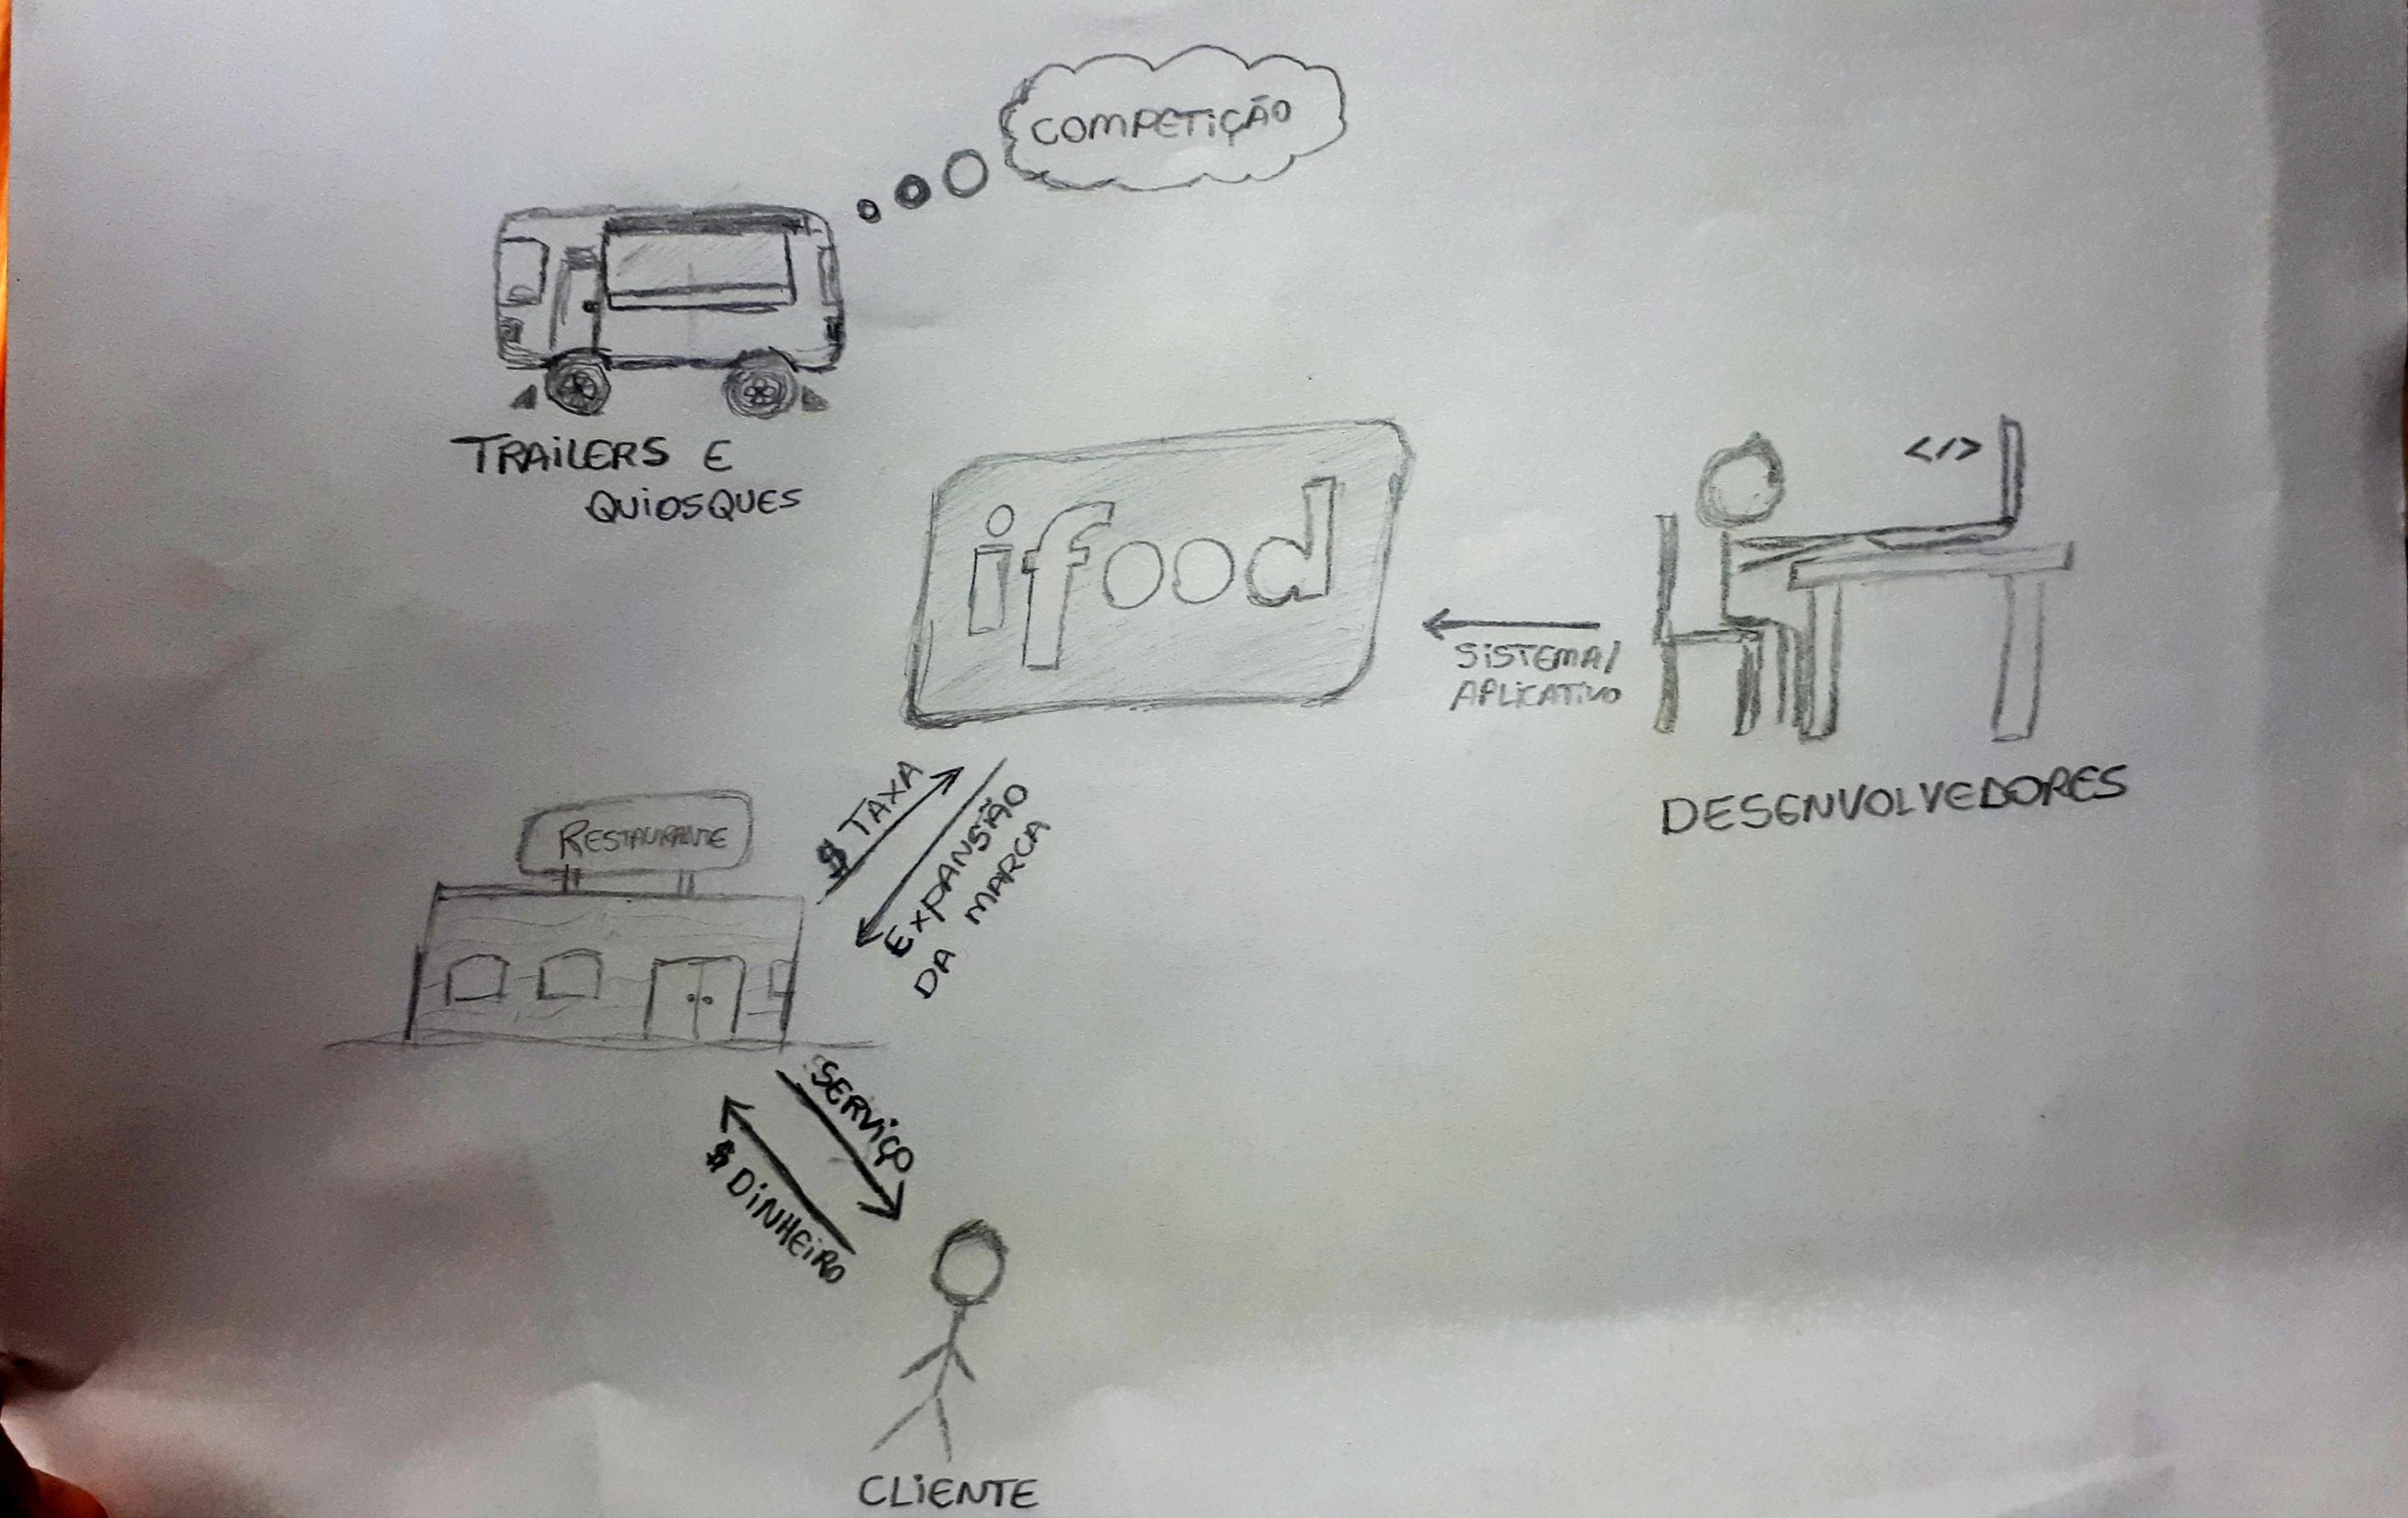 COMPETIÇÃO
TRAILERS E
QUIOSQUES
ifood
</>
SISTEMA/
APLICATIVO
DESENVOLVEDORES
$ TAXA
EXPANSÃO
DA MARCA
RESTAURANTE
SERVIÇO
$ DINHEIRO
CLIENTE